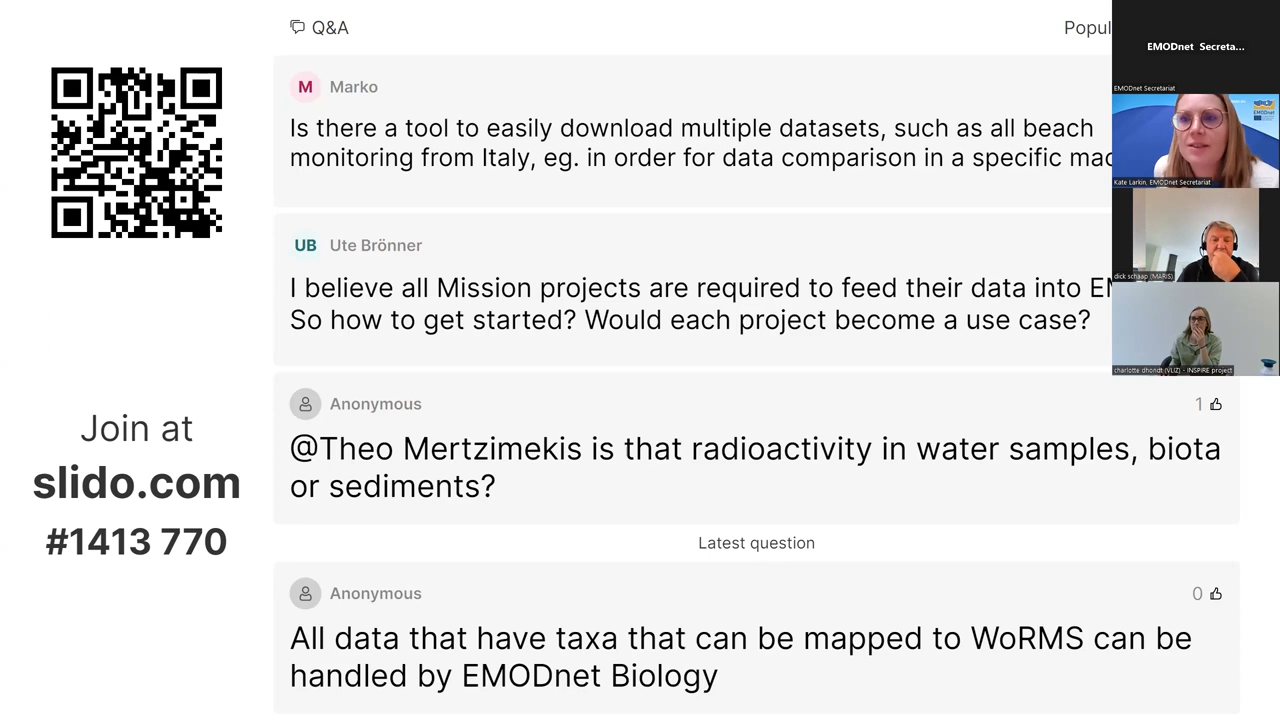 Q&A
Popul
M Marko
Is there a tool to easily download multiple datasets, such as all beach
monitoring from Italy, eg. in order for data comparison in a specific mac
UB Ute Brönner
I believe all Mission projects are required to feed their data into EM
So how to get started? Would each project become a use case?
Anonymous
1
@Theo Mertzimekis is that radioactivity in water samples, biota
or sediments?
Latest question
Anonymous
0
All data that have taxa that can be mapped to WoRMS can be
handled by EMODnet Biology
Join at
slido.com
#1413 770
EMODnet Secreta...
EMODnet Secretariat
EMODnet
Kate Larkin, EMODnet Secretariat
dick schaap (MARIS)
charlotte dhondt (VLIZ) - INSPIRE project